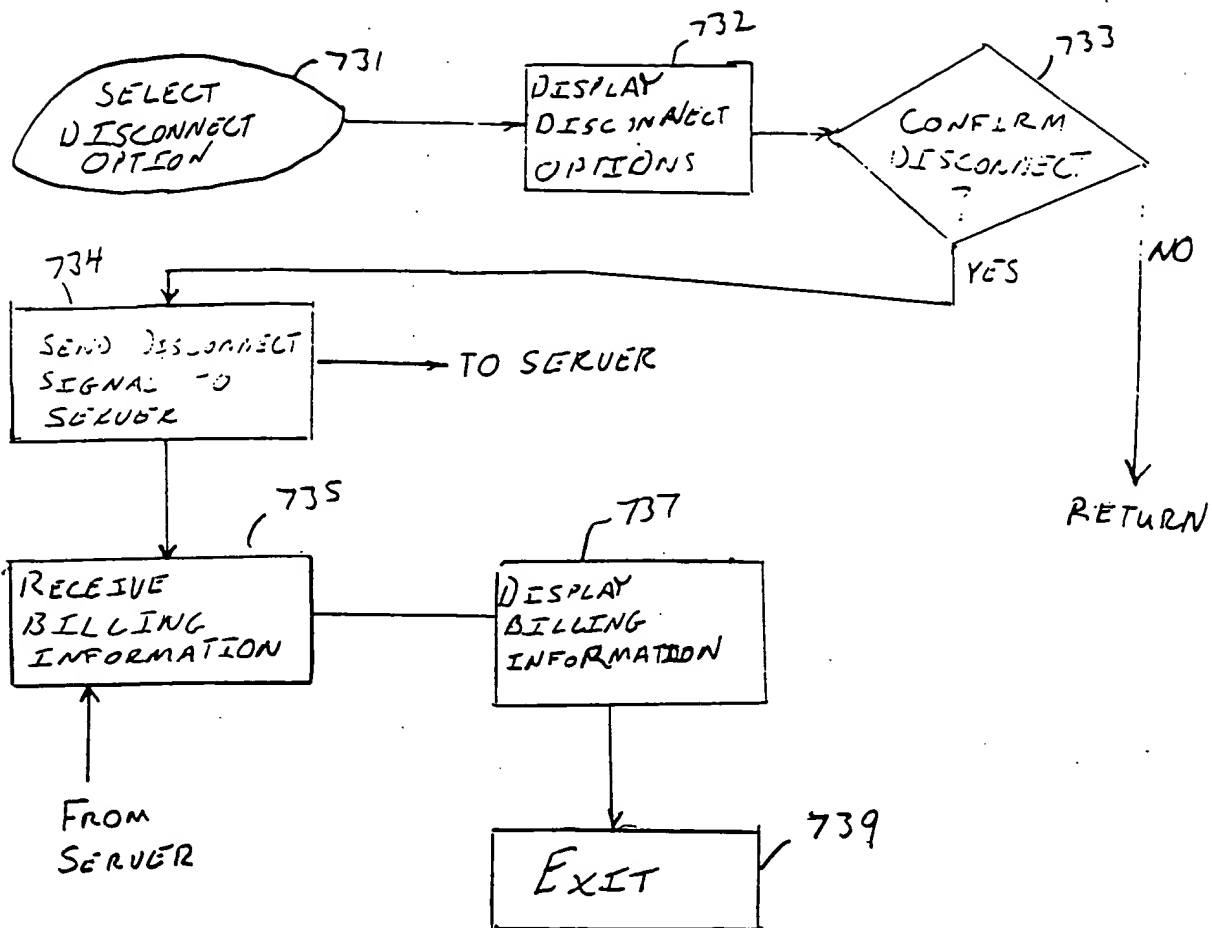 731
SELECT
DISCONNECT
OPTION
732
DISPLAY
DISCONNECT
OPTIONS
733
CONFIRM
DISCONNECT
?
YES
NO
RETURN
734
SEND DISCONNECT
SIGNAL TO
SERVER
TO SERVER
735
RECEIVE
BILLING
INFORMATION
FROM
SERVER
737
DISPLAY
BILLING
INFORMATION
739
EXIT